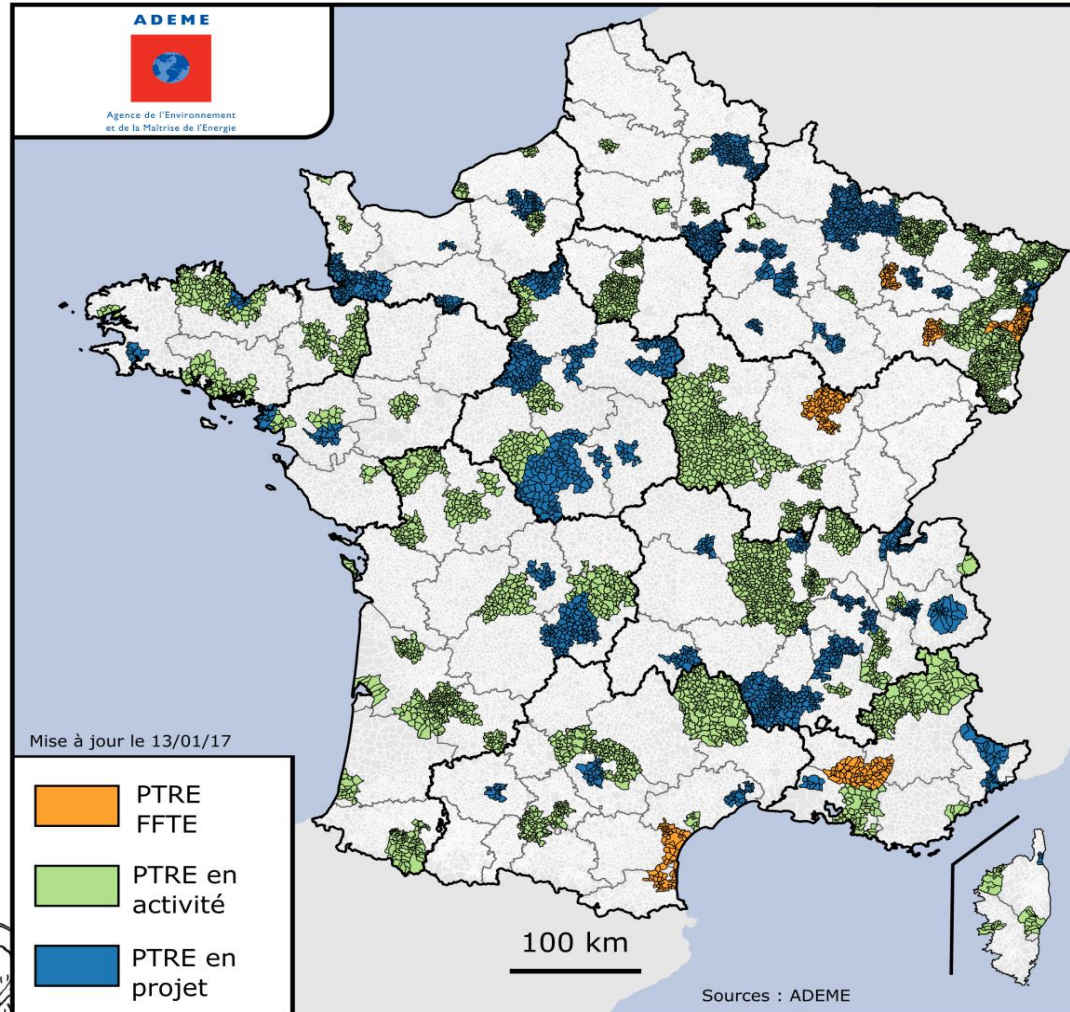 ADEME
Agence de l'Environnement
et de la Maîtrise de l'Energie
Mise à jour le 13/01/17
PTRE
FFTE
PTRE en
activité
PTRE en
projet
100 km
Sources : ADEME